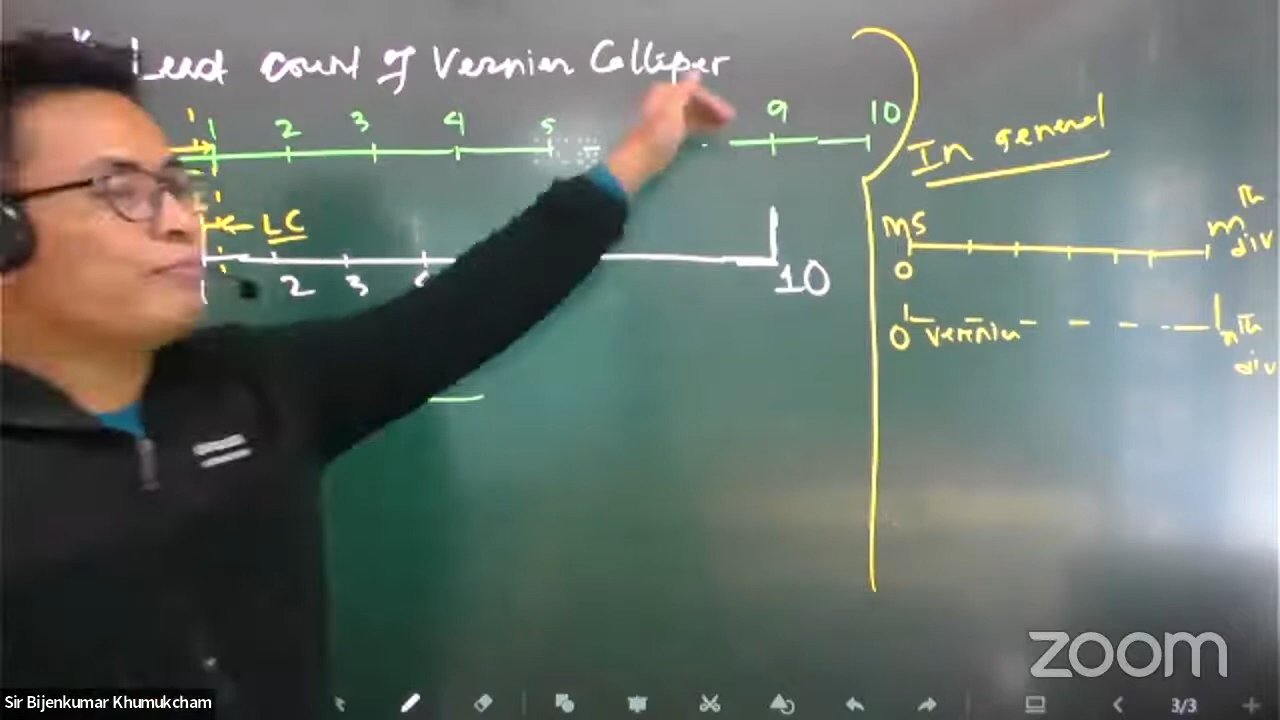 Least count of Vernier Calliper
1 2 3 4 5 9 10
LC
2 3 10
In general
MS
0
mth div
0 vernier
nth div
zoom
Sir Bijenkumar Khumukcham
3/3